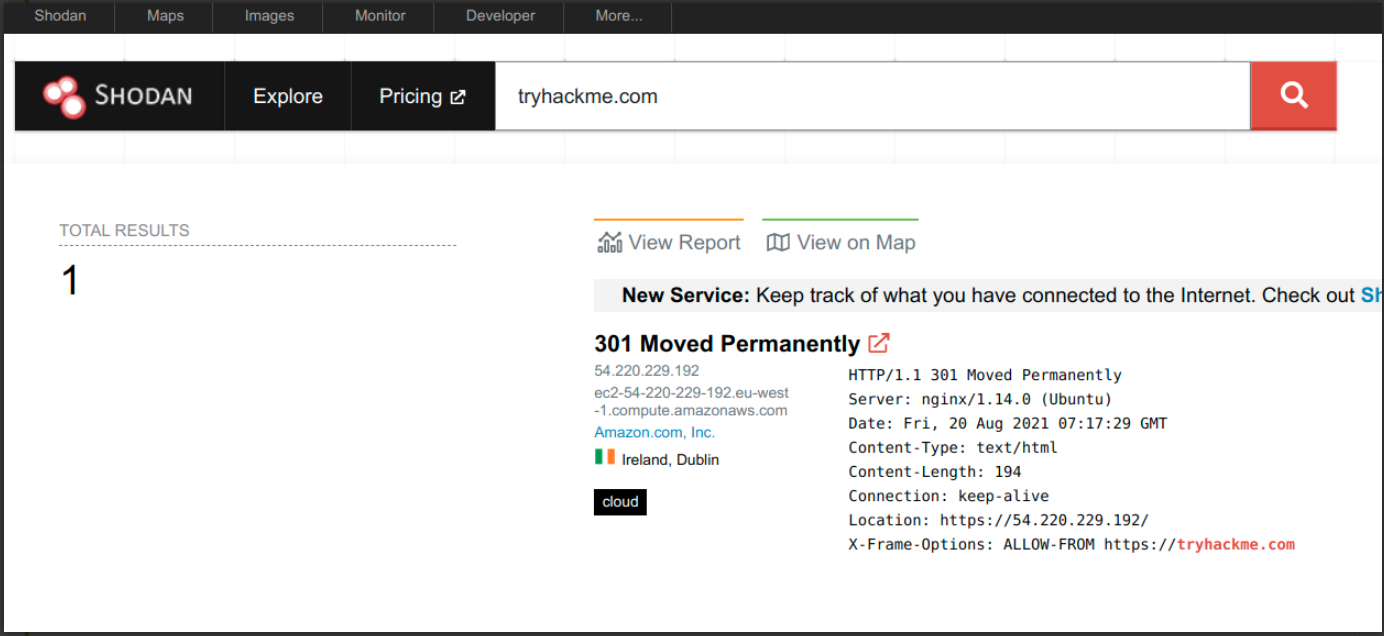 Shodan Maps Images Monitor Developer More...
SHODAN Explore Pricing tryhackme.com
TOTAL RESULTS
1
View Report View on Map
New Service: Keep track of what you have connected to the Internet. Check out Sh
301 Moved Permanently
54.220.229.192
ec2-54-220-229-192.eu-west
-1.compute.amazonaws.com
Amazon.com, Inc.
Ireland, Dublin
cloud
HTTP/1.1 301 Moved Permanently
Server: nginx/1.14.0 (Ubuntu)
Date: Fri, 20 Aug 2021 07:17:29 GMT
Content-Type: text/html
Content-Length: 194
Connection: keep-alive
Location: https://54.220.229.192/
X-Frame-Options: ALLOW-FROM https://tryhackme.com